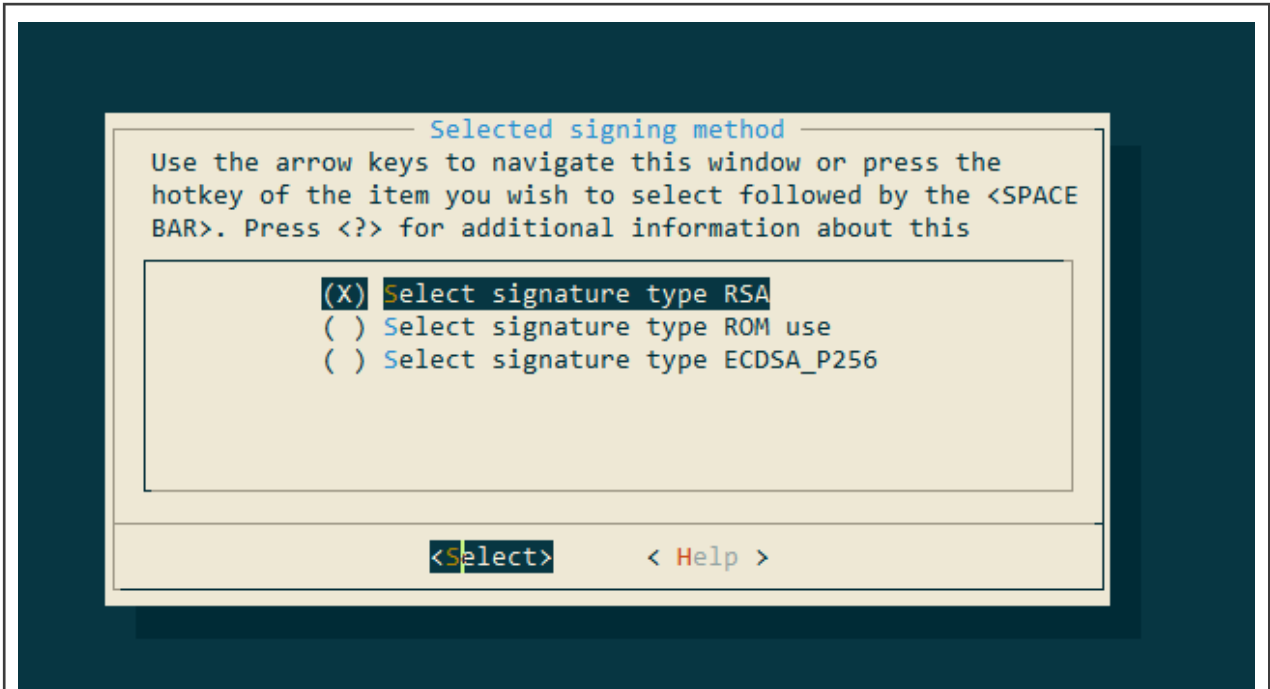 Selected signing method
Use the arrow keys to navigate this window or press the
hotkey of the item you wish to select followed by the <SPACE
BAR>. Press <?> for additional information about this
(X) Select signature type RSA
( ) Select signature type ROM use
( ) Select signature type ECDSA_P256
<Select> < Help >